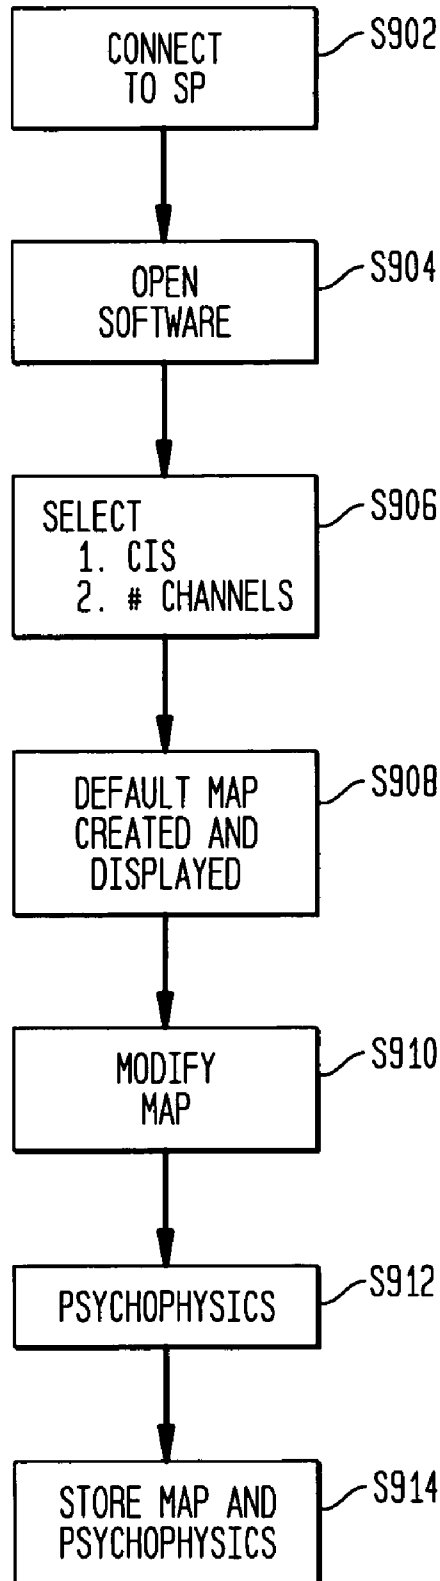 CONNECT
TO SP
S902
OPEN
SOFTWARE
S904
SELECT
1. CIS
2. # CHANNELS
S906
DEFAULT MAP
CREATED AND
DISPLAYED
S908
MODIFY
MAP
S910
PSYCHOPHYSICS
S912
STORE MAP AND
PSYCHOPHYSICS
S914